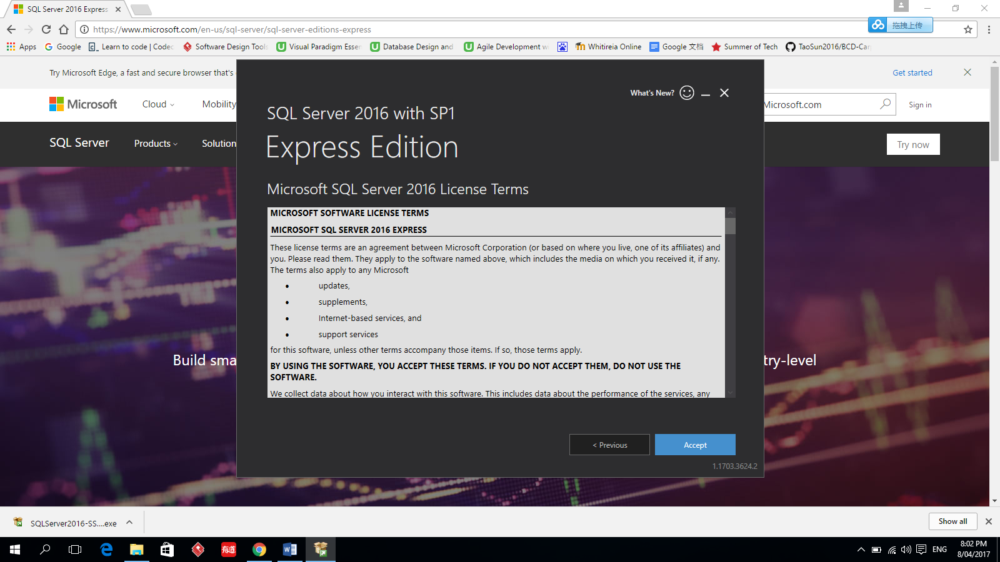 SQL Server 2016 Express
https://www.microsoft.com/en-us/sql-server/sql-server-editions-express
拖拽上传
Apps
Google
Learn to code | Codec
Software Design Tools
Visual Paradigm Essen
Database Design and
Agile Development w
Whitireia Online
Google 文档
Summer of Tech
TaoSun2016/BCD-Car
Try Microsoft Edge, a fast and secure browser that's
Get started
Microsoft
Cloud
Mobility
Microsoft.com
Sign in
SQL Server
Products
Solution
Try now
What's New?
SQL Server 2016 with SP1
Express Edition
Microsoft SQL Server 2016 License Terms
MICROSOFT SOFTWARE LICENSE TERMS
MICROSOFT SQL SERVER 2016 EXPRESS
These license terms are an agreement between Microsoft Corporation (or based on where you live, one of its affiliates) and
you. Please read them. They apply to the software named above, which includes the media on which you received it, if any.
The terms also apply to any Microsoft
• updates,
• supplements,
• Internet-based services, and
• support services
for this software, unless other terms accompany those items. If so, those terms apply.
BY USING THE SOFTWARE, YOU ACCEPT THESE TERMS. IF YOU DO NOT ACCEPT THEM, DO NOT USE THE
SOFTWARE.
We collect data about how you interact with this software. This includes data about the performance of the services, any
Build sma
try-level
< Previous
Accept
1.1703.3624.2
SQLServer2016-SS....exe
Show all
有道
ENG
8:02 PM
8/04/2017